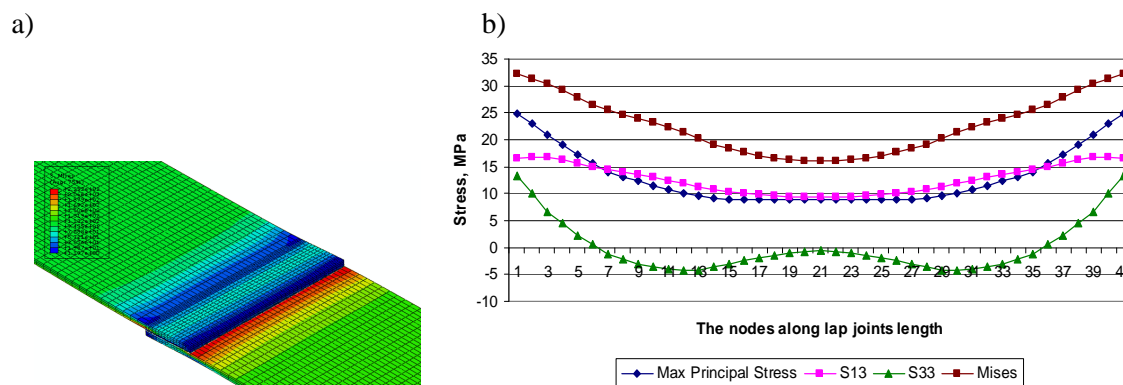 a)
b)
35
30
25
20
15
10
5
0
-5
-10
Stress, MPa
1 3 5 7 9 11 13 15 17 19 21 23 25 27 29 31 33 35 37 39 4
The nodes along lap joints length
Max Principal Stress S13 S33 Mises